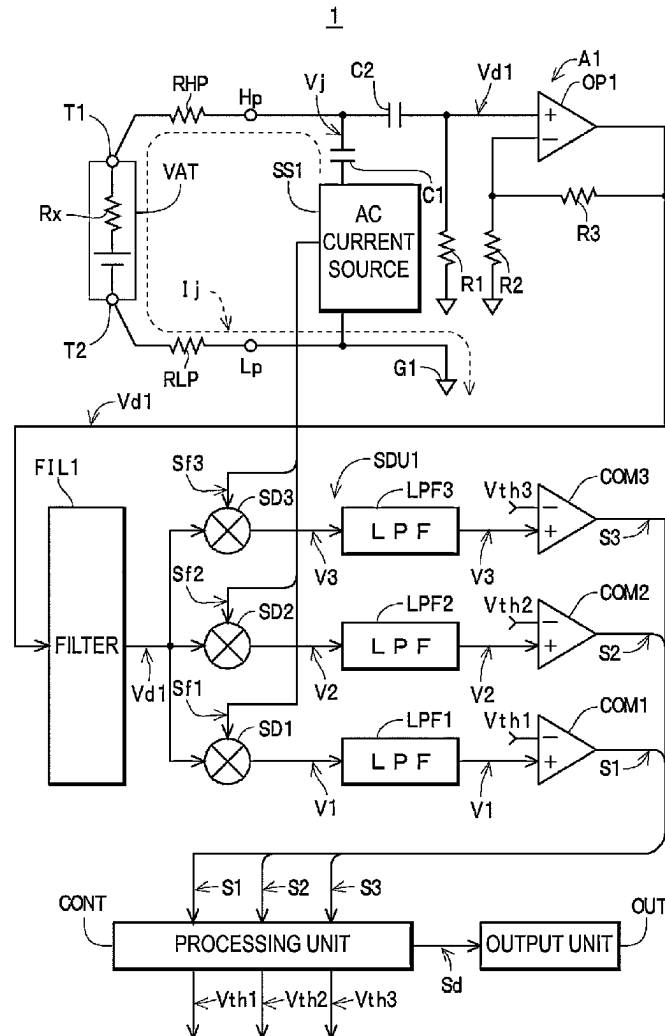 1
RHP
Hp
Vj
C2
Vd1
A1
OP1
T1
VAT
SS1
C1
Rx
AC
CURRENT
SOURCE
R3
R1
R2
Ij
T2
RLP
Lp
G1
Vd1
FIL1
Sf3
SDU1
SD3
LPF3
Vth3
COM3
LPF
S3
V3
V3
Sf2
SD2
LPF2
Vth2
COM2
FILTER
LPF
S2
Vd1
V2
V2
Sf1
SD1
LPF1
Vth1
COM1
LPF
S1
V1
V1
S1
S2
S3
CONT
OUT
PROCESSING UNIT
OUTPUT UNIT
Sd
Vth1
Vth2
Vth3